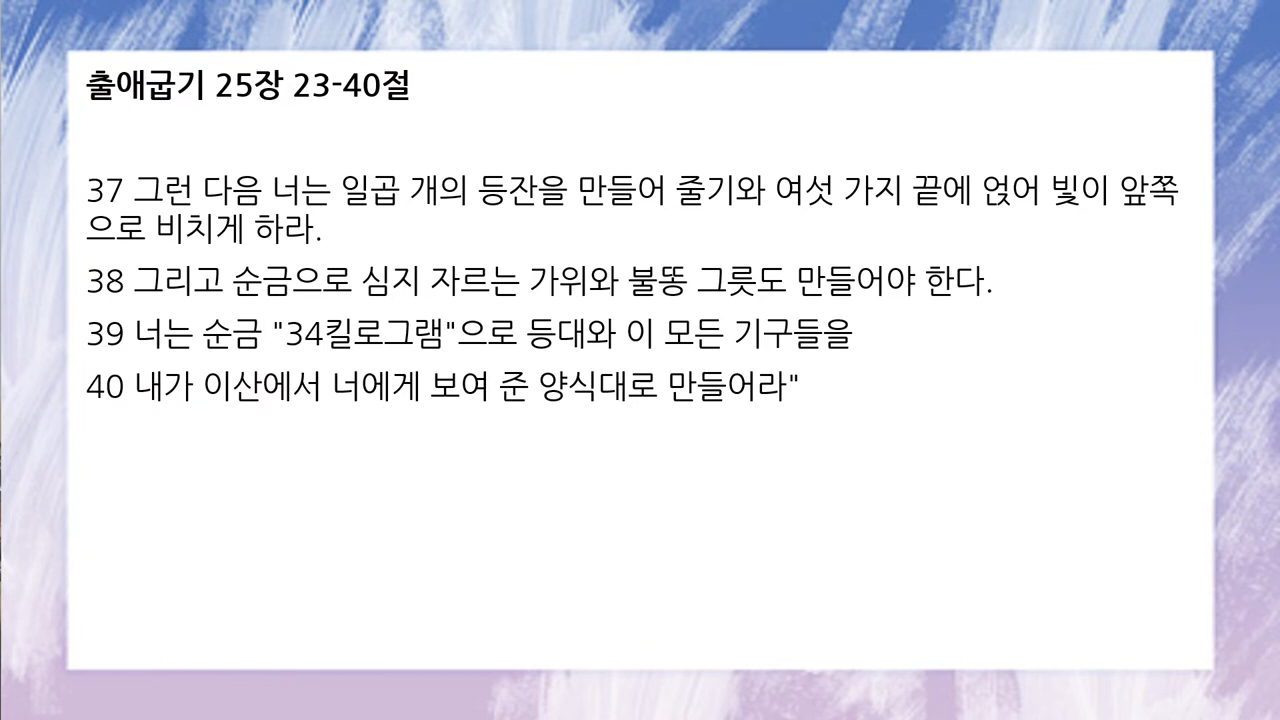 출애굽기 25장 23-40절
37 그런 다음 너는 일곱 개의 등잔을 만들어 줄기와 여섯 가지 끝에 얹어 빛이 앞쪽
으로 비치게 하라.
38 그리고 순금으로 심지 자르는 가위와 불똥 그릇도 만들어야 한다.
39 너는 순금 "34킬로그램"으로 등대와 이 모든 기구들을
40 내가 이산에서 너에게 보여 준 양식대로 만들어라"